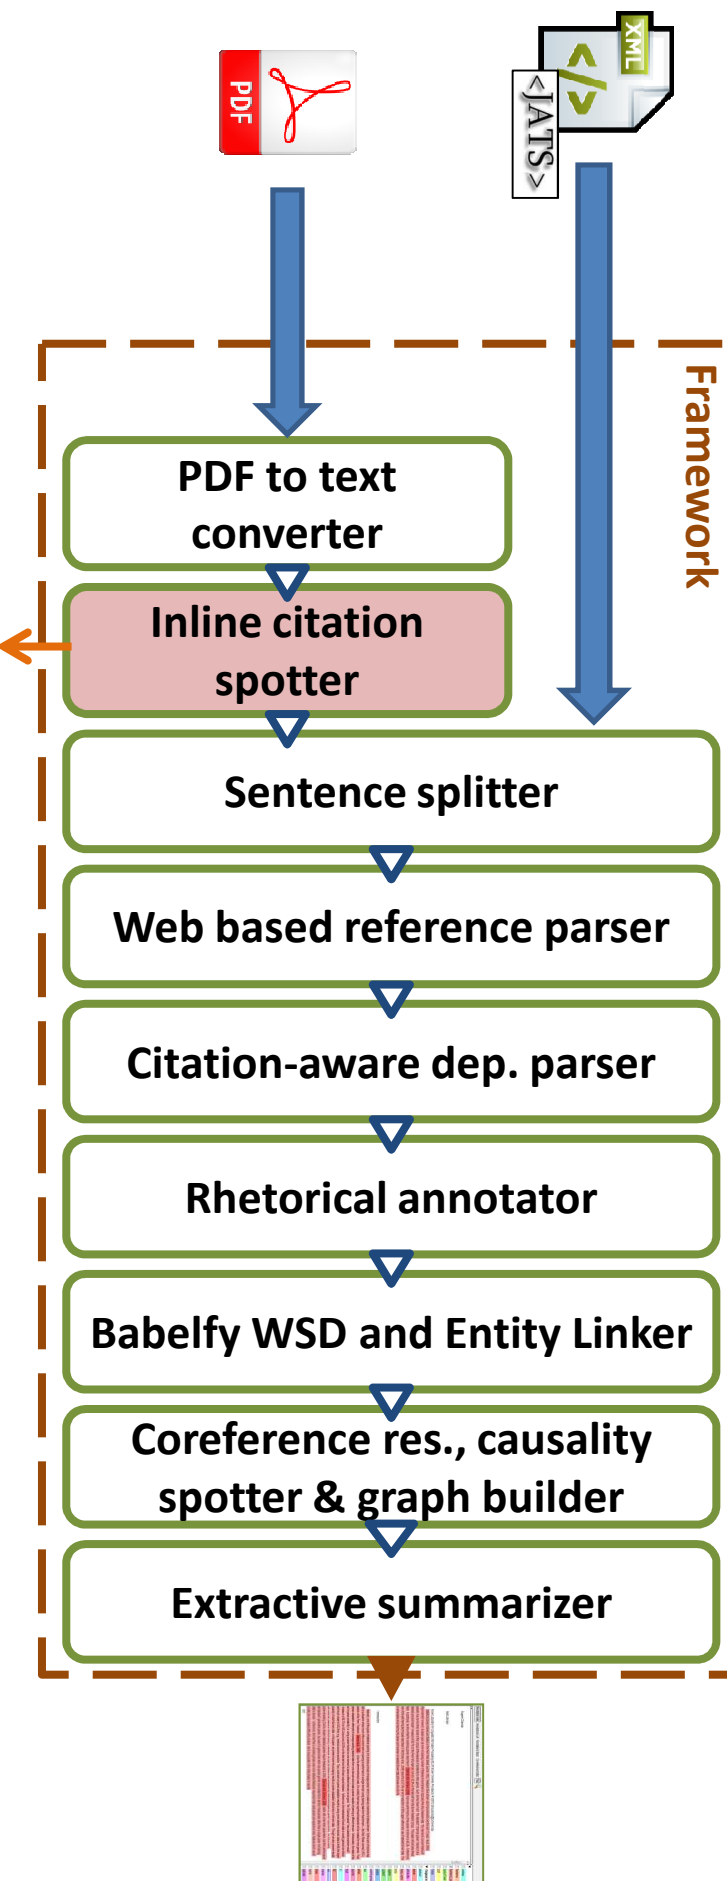 PDF
XML
</>
<JATS>
Framework
PDF to text
converter
Inline citation
spotter
Sentence splitter
Web based reference parser
Citation-aware dep. parser
Rhetorical annotator
Babelfy WSD and Entity Linker
Coreference res., causality
spotter & graph builder
Extractive summarizer